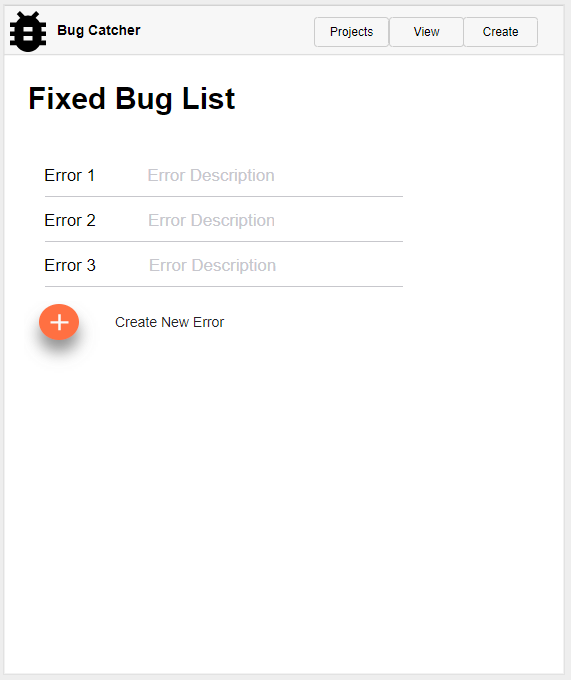 Bug Catcher
Projects View Create
Fixed Bug List
Error 1 Error Description
Error 2 Error Description
Error 3 Error Description
Create New Error